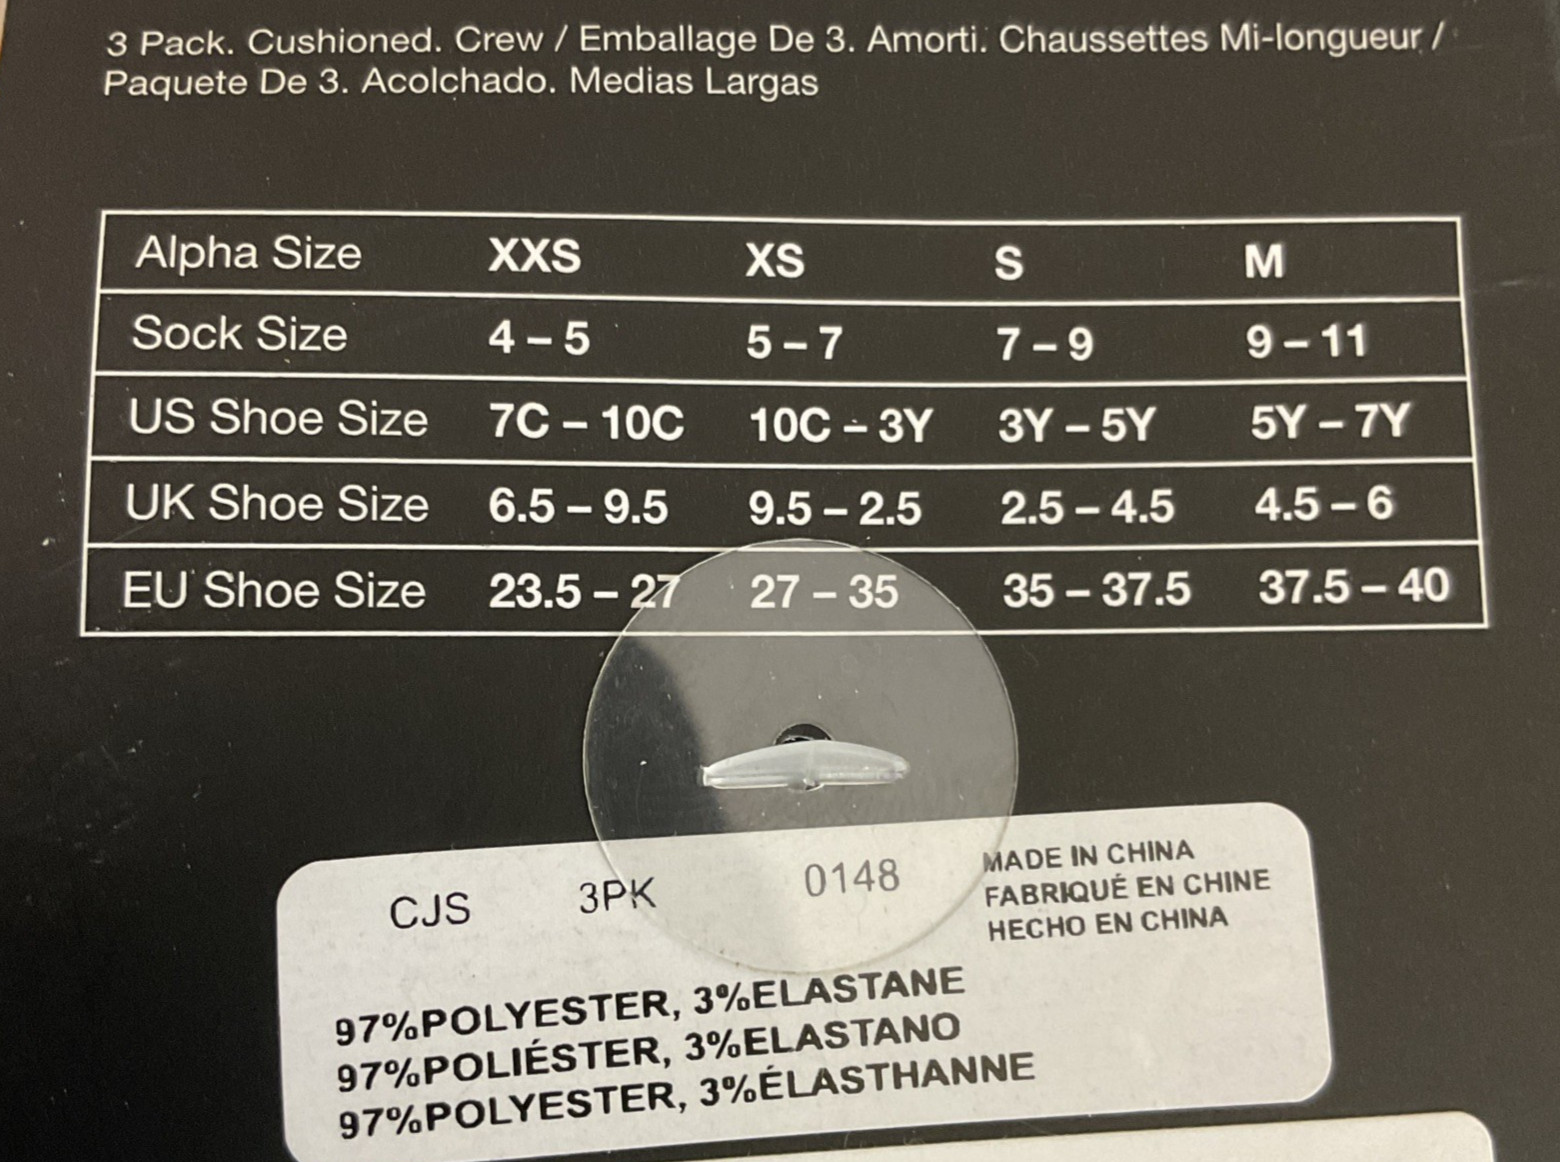 3 Pack. Cushioned. Crew / Emballage De 3. Amorti. Chaussettes Mi-longueur /
Paquete De 3. Acolchado. Medias Largas
Alpha Size XXS XS S M
Sock Size 4 – 5 5 – 7 7 – 9 9 – 11
US Shoe Size 7C – 10C 10C – 3Y 3Y – 5Y 5Y – 7Y
UK Shoe Size 6.5 – 9.5 9.5 – 2.5 2.5 – 4.5 4.5 – 6
EU Shoe Size 23.5 – 27 27 – 35 35 – 37.5 37.5 – 40
CJS 3PK 0148
MADE IN CHINA
FABRIQUÉ EN CHINE
HECHO EN CHINA
97%POLYESTER, 3%ELASTANE
97%POLIÉSTER, 3%ELASTANO
97%POLYESTER, 3%ÉLASTHANNE